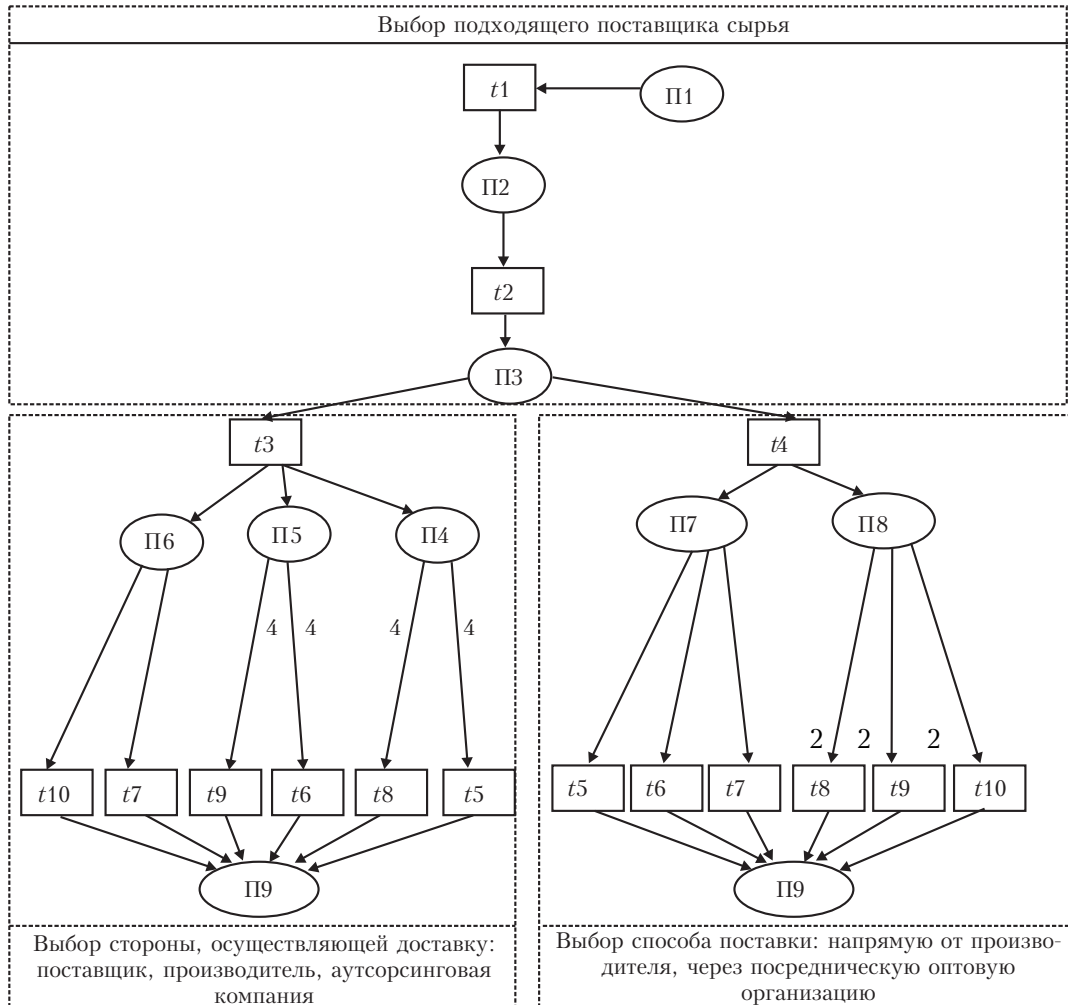 Выбор подходящего поставщика сырья
t1
П1
П2
t2
П3
t3
t4
П6
П5
П4
П7
П8
4
4
4
4
2
2
2
t10
t7
t9
t6
t8
t5
t5
t6
t7
t8
t9
t10
П9
П9
Выбор стороны, осуществляющей доставку:
поставщик, производитель, аутсорсинговая
компания
Выбор способа поставки: напрямую от произво-
дителя, через посредническую оптовую
организацию